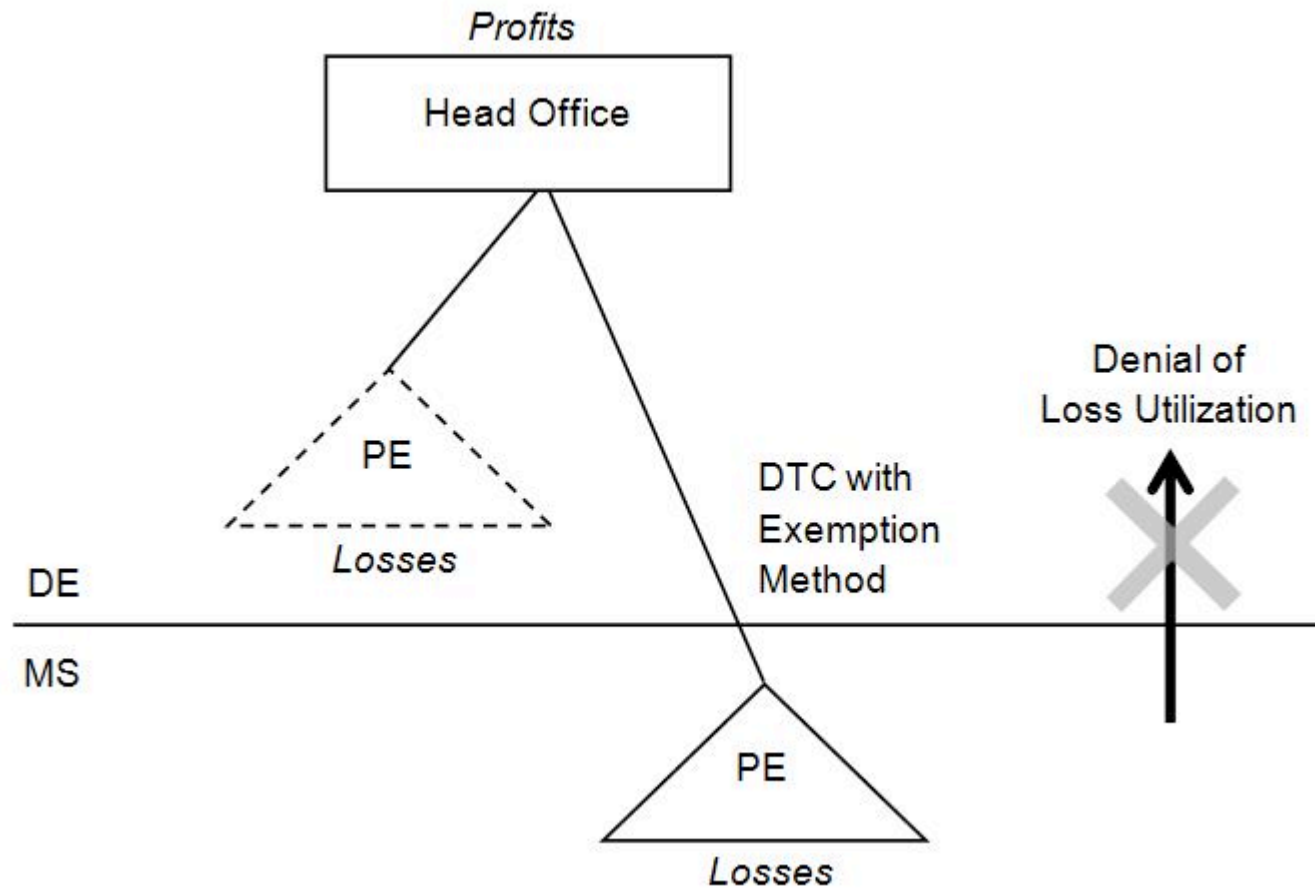 Profits
Head Office
PE
Losses
DE
MS
DTC with
Exemption
Method
Denial of
Loss Utilization
PE
Losses